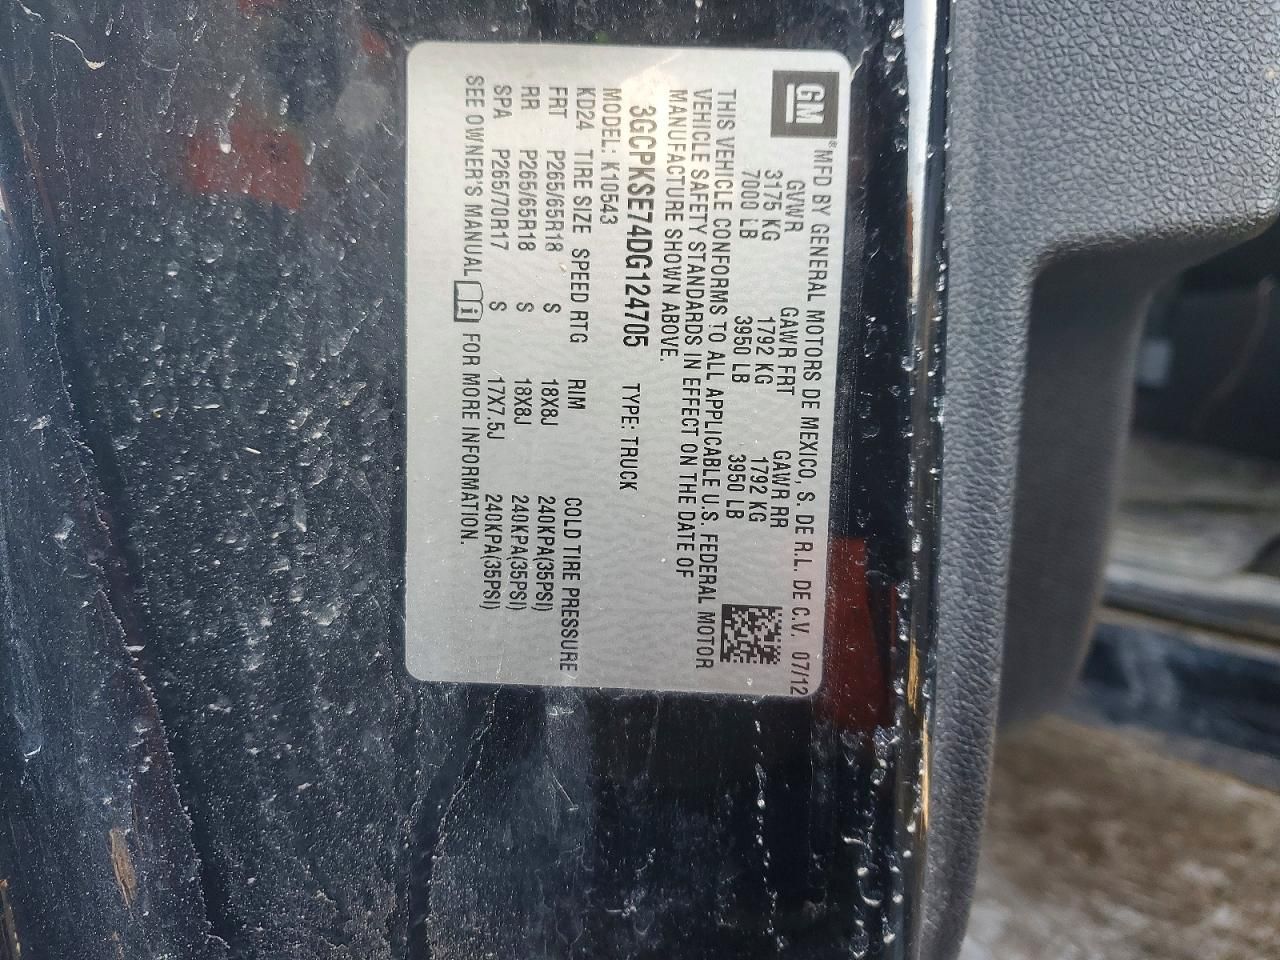 GM ®MFD BY GENERAL MOTORS DE MEXICO, S. DE R.L. DE C.V. 07/12
GVWR GAWR FRT GAWR RR
3175 KG 1792 KG 1792 KG
7000 LB 3950 LB 3950 LB
THIS VEHICLE CONFORMS TO ALL APPLICABLE U.S. FEDERAL MOTOR
VEHICLE SAFETY STANDARDS IN EFFECT ON THE DATE OF
MANUFACTURE SHOWN ABOVE.
3GCPKSE74DG124705 TYPE: TRUCK
MODEL: K10543
KD24 TIRE SIZE SPEED RTG RIM COLD TIRE PRESSURE
FRT P265/65R18 S 18X8J 240KPA(35PSI)
RR P265/65R18 S 18X8J 240KPA(35PSI)
SPA P265/70R17 S 17X7.5J 240KPA(35PSI)
SEE OWNER'S MANUAL i FOR MORE INFORMATION.